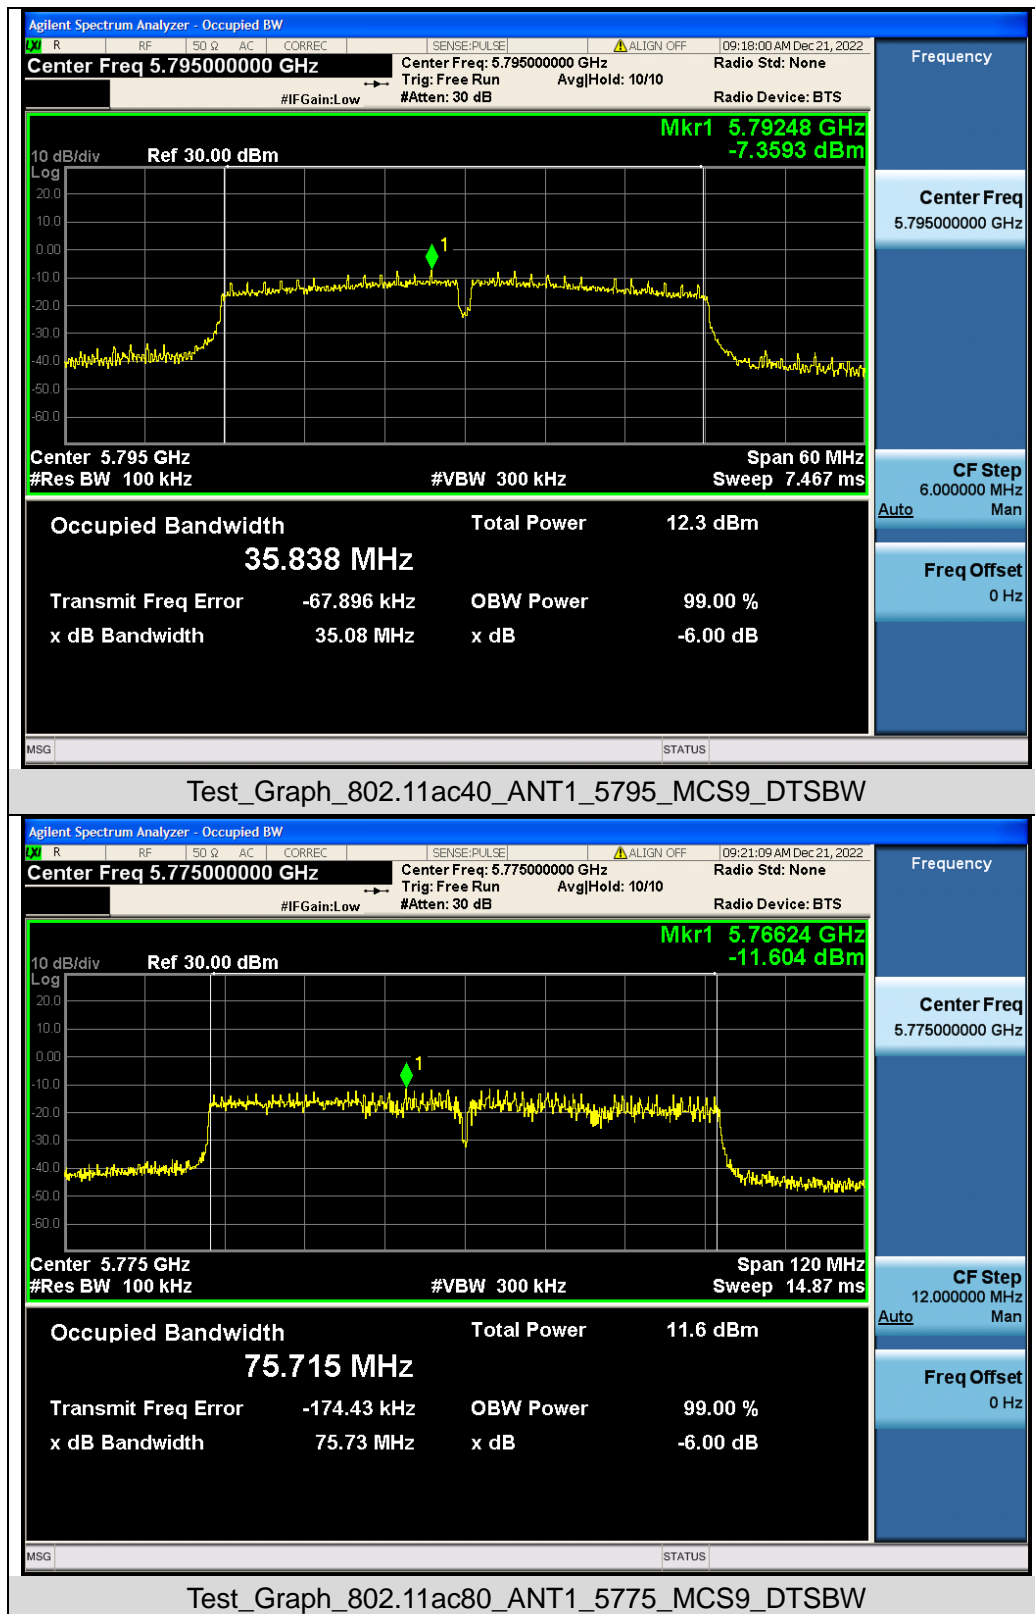 Agilent Spectrum Analyzer - Occupied BW
LXI R RF 50 Ω AC CORREC SENSE:PULSE ALIGN OFF 09:18:00 AM Dec 21, 2022
Center Freq 5.795000000 GHz
#IFGain:Low
Center Freq: 5.795000000 GHz
Trig: Free Run Avg|Hold: 10/10
#Atten: 30 dB
Radio Std: None
Radio Device: BTS
Frequency
Mkr1 5.79248 GHz
-7.3593 dBm
10 dB/div Ref 30.00 dBm
Log
20.0
10.0
0.00
-10.0
-20.0
-30.0
-40.0
-50.0
-60.0
1
Center 5.795 GHz Span 60 MHz
#Res BW 100 kHz #VBW 300 kHz Sweep 7.467 ms
Center Freq
5.795000000 GHz
CF Step
6.000000 MHz
Auto Man
Freq Offset
0 Hz
Occupied Bandwidth Total Power 12.3 dBm
35.838 MHz
Transmit Freq Error -67.896 kHz OBW Power 99.00 %
x dB Bandwidth 35.08 MHz x dB -6.00 dB
MSG STATUS
Test_Graph_802.11ac40_ANT1_5795_MCS9_DTSBW
Agilent Spectrum Analyzer - Occupied BW
LXI R RF 50 Ω AC CORREC SENSE:PULSE ALIGN OFF 09:21:09 AM Dec 21, 2022
Center Freq 5.775000000 GHz
#IFGain:Low
Center Freq: 5.775000000 GHz
Trig: Free Run Avg|Hold: 10/10
#Atten: 30 dB
Radio Std: None
Radio Device: BTS
Frequency
Mkr1 5.76624 GHz
-11.604 dBm
10 dB/div Ref 30.00 dBm
Log
20.0
10.0
0.00
-10.0
-20.0
-30.0
-40.0
-50.0
-60.0
1
Center 5.775 GHz Span 120 MHz
#Res BW 100 kHz #VBW 300 kHz Sweep 14.87 ms
Center Freq
5.775000000 GHz
CF Step
12.000000 MHz
Auto Man
Freq Offset
0 Hz
Occupied Bandwidth Total Power 11.6 dBm
75.715 MHz
Transmit Freq Error -174.43 kHz OBW Power 99.00 %
x dB Bandwidth 75.73 MHz x dB -6.00 dB
MSG STATUS
Test_Graph_802.11ac80_ANT1_5775_MCS9_DTSBW